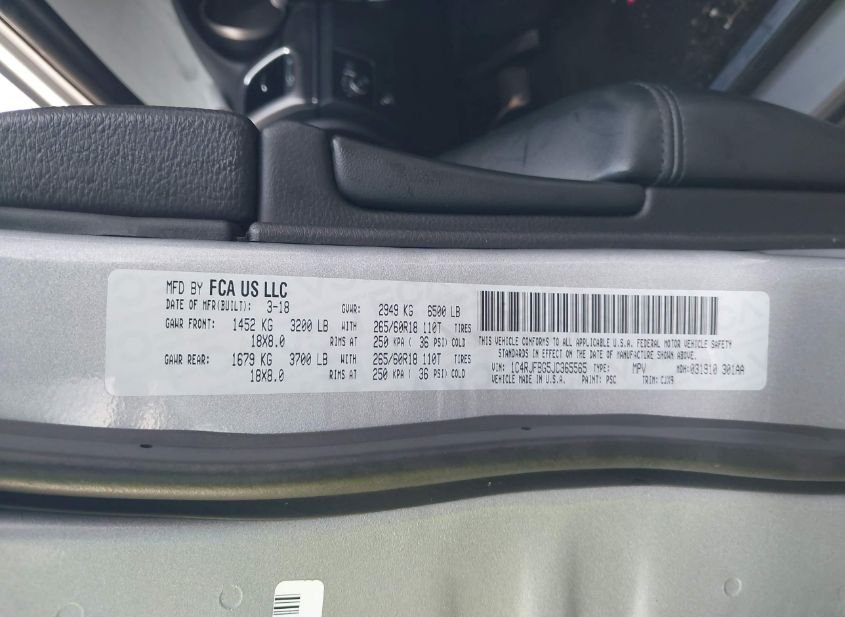 MFD BY FCA US LLC
DATE OF MFR(BUILT): 3-18 GVWR: 2949 KG 6500 LB
GAWR FRONT: 1452 KG 3200 LB WITH 265/60R18 110T TIRES
18X8.0 RIMS AT 250 KPA ( 36 PSI) COLD
GAWR REAR: 1679 KG 3700 LB WITH 265/60R18 110T TIRES
18X8.0 RIMS AT 250 KPA ( 36 PSI) COLD
THIS VEHICLE CONFORMS TO ALL APPLICABLE U.S.A. FEDERAL MOTOR VEHICLE SAFETY
STANDARDS IN EFFECT ON THE DATE OF MANUFACTURE SHOWN ABOVE.
VIN: 1C4RJFBG5JC365565 TYPE: MPV MDH: 031910 301AA
VEHICLE MADE IN U.S.A. PAINT: PSC TRIM: CJX9